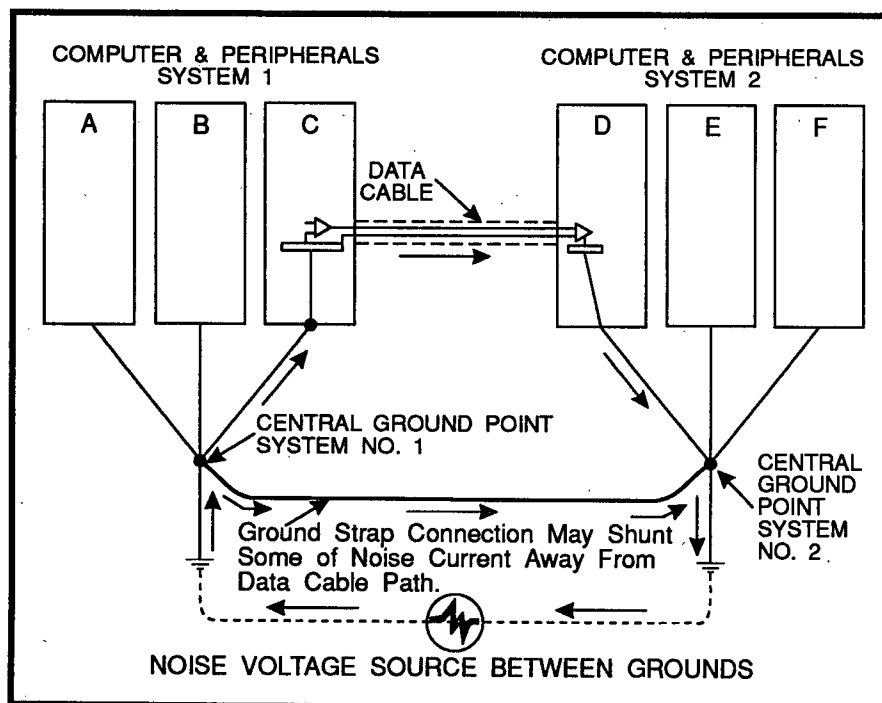 COMPUTER & PERIPHERALS
SYSTEM 1
COMPUTER & PERIPHERALS
SYSTEM 2
A
B
C
D
E
F
DATA
CABLE
CENTRAL GROUND POINT
SYSTEM NO. 1
CENTRAL
GROUND
POINT
SYSTEM
NO. 2
Ground Strap Connection May Shunt
Some of Noise Current Away From
Data Cable Path.
NOISE VOLTAGE SOURCE BETWEEN GROUNDS